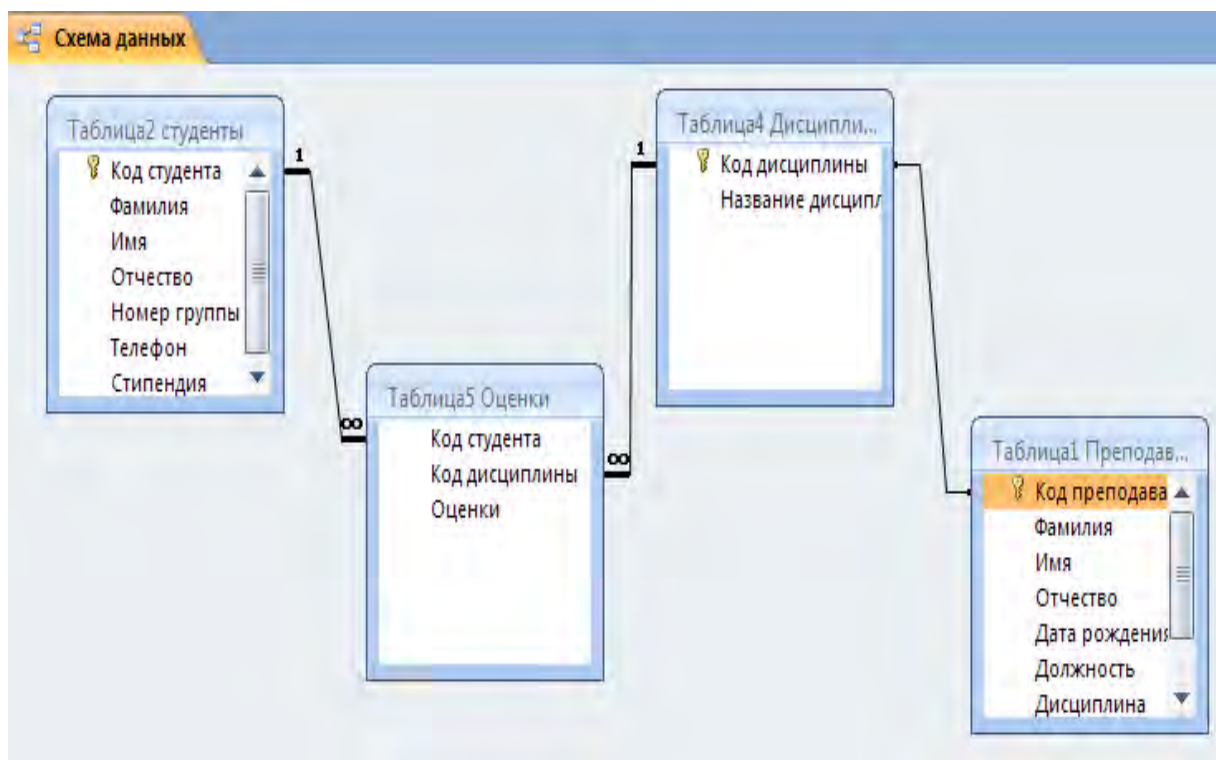 Схема данных
Таблица2 студенты
Код студента
Фамилия
Имя
Отчество
Номер группы
Телефон
Стипендия
1
∞
Таблица5 Оценки
Код студента
Код дисциплины
Оценки
∞
1
Таблица4 Дисципли...
Код дисциплины
Название дисципл
Таблица1 Преподав...
Код преподава
Фамилия
Имя
Отчество
Дата рождения
Должность
Дисциплина